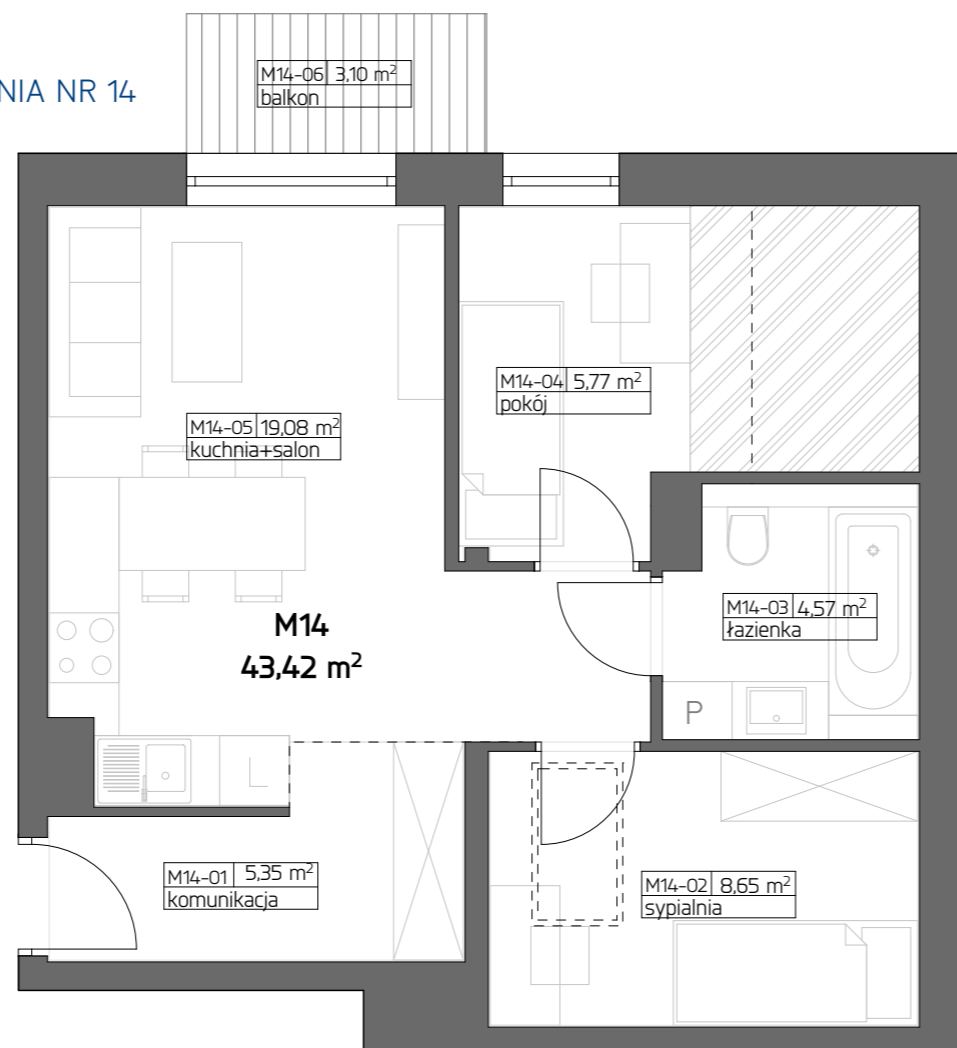 NIA NR 14
M14-06 3,10 m²
balkon
M14-04 5,77 m²
pokój
M14-05 19,08 m²
kuchnia+salon
M14-03 4,57 m²
łazienka
M14
43,42 m²
P
L
M14-01 5,35 m²
komunikacja
M14-02 8,65 m²
sypialnia